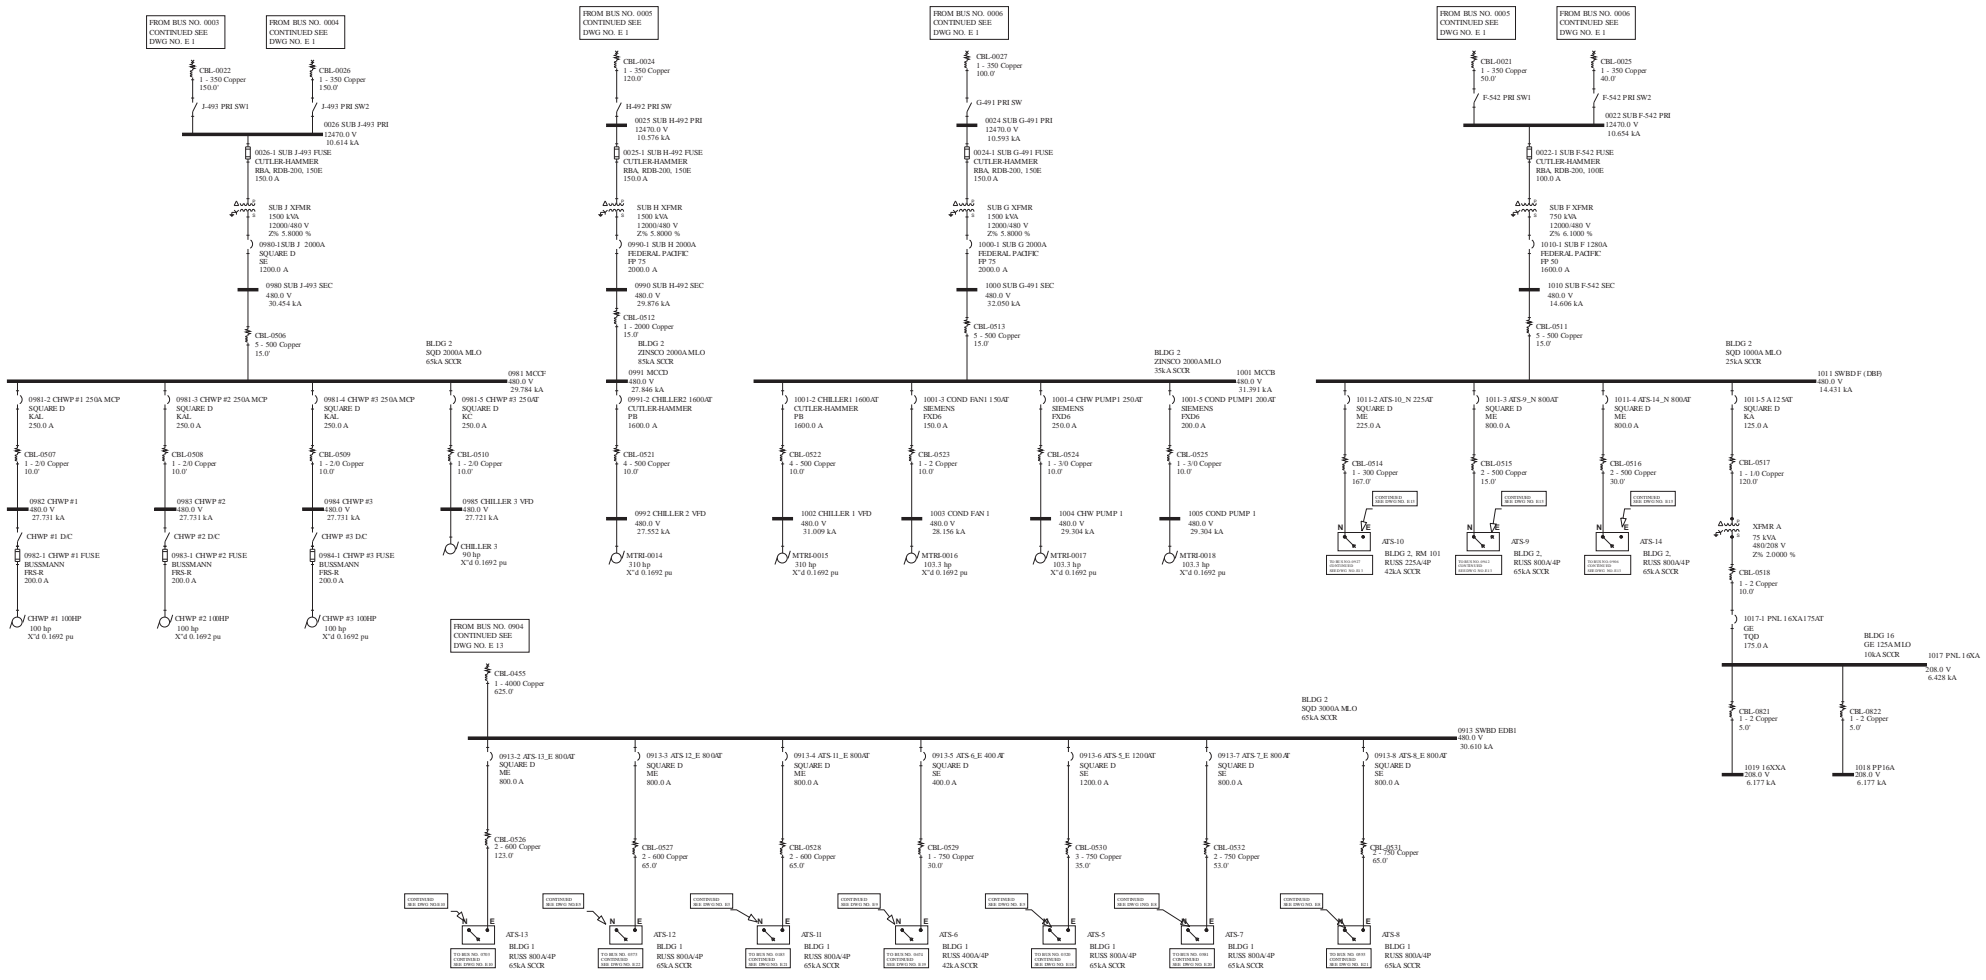 FROM BUS NO. 0003
CONTINUED SEE
DWG NO. E 1
FROM BUS NO. 0004
CONTINUED SEE
DWG NO. E 1
CBL-0022
1 - 350 Copper
150.0'
CBL-0026
1 - 350 Copper
150.0'
J-493 PRI SW1
J-493 PRI SW2
0026 SUB J-493 PRI
12470.0 V
10.614 kA
0026-1 SUB J-493 FUSE
CUTLER-HAMMER
RBA, RDB-200, 150E
150.0 A
SUB J XFMR
1500 kVA
12000/480 V
Z% 5.8000 %
0980-1SUB J 2000A
SQUARE D
SE
1200.0 A
0980 SUB J-493 SEC
480.0 V
30.454 kA
CBL-0506
5 - 500 Copper
15.0'
BLDG 2
SQD 2000A MLO
65kA SCCR
0981 MCCF
480.0 V
29.784 kA
0981-2 CHWP #1 250A MCP
SQUARE D
KAL
250.0 A
0981-3 CHWP #2 250A MCP
SQUARE D
KAL
250.0 A
0981-4 CHWP #3 250A MCP
SQUARE D
KAL
250.0 A
0981-5 CHWP #3 250AT
SQUARE D
KC
250.0 A
CBL-0507
1 - 2/0 Copper
10.0'
CBL-0508
1 - 2/0 Copper
10.0'
CBL-0509
1 - 2/0 Copper
10.0'
CBL-0510
1 - 2/0 Copper
10.0'
0982 CHWP #1
480.0 V
27.731 kA
0983 CHWP #2
480.0 V
27.731 kA
0984 CHWP #3
480.0 V
27.731 kA
0985 CHILLER 3 VFD
480.0 V
27.721 kA
CHWP #1 D/C
CHWP #2 D/C
CHWP #3 D/C
CHILLER 3
90 hp
X"d 0.1692 pu
0982-1 CHWP #1 FUSE
BUSSMANN
FRS-R
200.0 A
0983-1 CHWP #2 FUSE
BUSSMANN
FRS-R
200.0 A
0984-1 CHWP #3 FUSE
BUSSMANN
FRS-R
200.0 A
CHWP #1 100HP
100 hp
X"d 0.1692 pu
CHWP #2 100HP
100 hp
X"d 0.1692 pu
CHWP #3 100HP
100 hp
X"d 0.1692 pu
FROM BUS NO. 0005
CONTINUED SEE
DWG NO. E 1
CBL-0024
1 - 350 Copper
120.0'
H-492 PRI SW
0025 SUB H-492 PRI
12470.0 V
10.576 kA
0025-1 SUB H-492 FUSE
CUTLER-HAMMER
RBA, RDB-200, 150E
150.0 A
SUB H XFMR
1500 kVA
12000/480 V
Z% 5.8000 %
0990-1 SUB H 2000A
FEDERAL PACIFIC
FP 75
2000.0 A
0990 SUB H-492 SEC
480.0 V
29.876 kA
CBL-0512
1 - 2000 Copper
15.0'
BLDG 2
ZINSCO 2000A MLO
85kA SCCR
0991 MCCD
480.0 V
27.846 kA
0991-2 CHILLER2 1600AT
CUTLER-HAMMER
PB
1600.0 A
CBL-0521
4 - 500 Copper
10.0'
0992 CHILLER 2 VFD
480.0 V
27.552 kA
MTRI-0014
310 hp
X"d 0.1692 pu
FROM BUS NO. 0006
CONTINUED SEE
DWG NO. E 1
CBL-0027
1 - 350 Copper
100.0'
G-491 PRI SW
0024 SUB G-491 PRI
12470.0 V
10.593 kA
0024-1 SUB G-491 FUSE
CUTLER-HAMMER
RBA, RDB-200, 150E
150.0 A
SUB G XFMR
1500 kVA
12000/480 V
Z% 5.8000 %
1000-1 SUB G 2000A
FEDERAL PACIFIC
FP 75
2000.0 A
1000 SUB G-491 SEC
480.0 V
32.050 kA
CBL-0513
5 - 500 Copper
15.0'
BLDG 2
ZINSCO 2000A MLO
35kA SCCR
1001 MCCB
480.0 V
31.391 kA
1001-2 CHILLER1 1600AT
CUTLER-HAMMER
PB
1600.0 A
1001-3 COND FAN1 150AT
SIEMENS
FXD6
150.0 A
1001-4 CHW PUMP1 250AT
SIEMENS
FXD6
250.0 A
1001-5 COND PUMP1 200AT
SIEMENS
FXD6
200.0 A
CBL-0522
4 - 500 Copper
10.0'
CBL-0523
1 - 2 Copper
10.0'
CBL-0524
1 - 3/0 Copper
10.0'
CBL-0525
1 - 3/0 Copper
10.0'
1002 CHILLER 1 VFD
480.0 V
31.009 kA
1003 COND FAN 1
480.0 V
28.156 kA
1004 CHW PUMP 1
480.0 V
29.304 kA
1005 COND PUMP 1
480.0 V
29.304 kA
MTRI-0015
310 hp
X"d 0.1692 pu
MTRI-0016
103.3 hp
X"d 0.1692 pu
MTRI-0017
103.3 hp
X"d 0.1692 pu
MTRI-0018
103.3 hp
X"d 0.1692 pu
FROM BUS NO. 0005
CONTINUED SEE
DWG NO. E 1
FROM BUS NO. 0006
CONTINUED SEE
DWG NO. E 1
CBL-0021
1 - 350 Copper
50.0'
CBL-0025
1 - 350 Copper
40.0'
F-542 PRI SW1
F-542 PRI SW2
0022 SUB F-542 PRI
12470.0 V
10.654 kA
0022-1 SUB F-542 FUSE
CUTLER-HAMMER
RBA, RDB-200, 100E
100.0 A
SUB F XFMR
750 kVA
12000/480 V
Z% 6.1000 %
1010-1 SUB F 1280A
FEDERAL PACIFIC
FP 50
1600.0 A
1010 SUB F-542 SEC
480.0 V
14.606 kA
CBL-0511
5 - 500 Copper
15.0'
BLDG 2
SQD 1000A MLO
25kA SCCR
1011 SWBD F (DBF)
480.0 V
14.431 kA
1011-2 ATS-10_N 225AT
SQUARE D
ME
225.0 A
1011-3 ATS-9_N 800AT
SQUARE D
ME
800.0 A
1011-4 ATS-14_N 800AT
SQUARE D
ME
800.0 A
1011-5 A 125AT
SQUARE D
KA
125.0 A
CBL-0514
1 - 300 Copper
167.0'
CBL-0515
2 - 500 Copper
15.0'
CBL-0516
2 - 500 Copper
30.0'
CBL-0517
1 - 1/0 Copper
120.0'
CONTINUED
SEE DWG NO. E13
CONTINUED
SEE DWG NO. E13
CONTINUED
SEE DWG NO. E13
N E
N E
N E
ATS-10
BLDG 2, RM 101
RUSS 225A/4P
42kA SCCR
ATS-9
BLDG 2,
RUSS 800A/4P
65kA SCCR
ATS-14
BLDG 2,
RUSS 800A/4P
65kA SCCR
XFMR A
75 kVA
480/208 V
Z% 2.0000 %
CBL-0518
1 - 2 Copper
10.0'
1017-1 PNL 16XA175AT
GE
TQD
175.0 A
BLDG 16
GE 125A MLO
10kA SCCR
1017 PNL 16XA
208.0 V
6.428 kA
CBL-0821
1 - 2 Copper
5.0'
CBL-0822
1 - 2 Copper
5.0'
1019 16XXA
208.0 V
6.177 kA
1018 PP16A
208.0 V
6.177 kA
FROM BUS NO. 0904
CONTINUED SEE
DWG NO. E 13
CBL-0455
1 - 4000 Copper
625.0'
BLDG 2
SQD 3000A MLO
65kA SCCR
0913 SWBD EDB1
480.0 V
30.610 kA
0913-2 ATS-13_E 800AT
SQUARE D
ME
800.0 A
0913-3 ATS 12_E 800AT
SQUARE D
ME
800.0 A
0913-4 ATS-11_E 800AT
SQUARE D
ME
800.0 A
0913-5 ATS-6_E 400AT
SQUARE D
SE
400.0 A
0913-6 ATS-5_E 1200AT
SQUARE D
SE
1200.0 A
0913-7 ATS-7_E 800AT
SQUARE D
SE
800.0 A
0913-8 ATS-8_E 800AT
SQUARE D
SE
800.0 A
CBL-0526
2 - 600 Copper
123.0'
CBL-0527
2 - 600 Copper
65.0'
CBL-0528
2 - 600 Copper
65.0'
CBL-0529
1 - 750 Copper
30.0'
CBL-0530
3 - 750 Copper
35.0'
CBL-0532
2 - 750 Copper
53.0'
CBL-0531
2 - 750 Copper
65.0'
CONTINUED
CONTINUED
CONTINUED
CONTINUED
CONTINUED
CONTINUED
CONTINUED
N E
N E
N E
N E
N E
N E
N E
ATS-13
BLDG 1
RUSS 800A/4P
65kA SCCR
ATS-12
BLDG 1
RUSS 800A/4P
65kA SCCR
ATS-11
BLDG 1
RUSS 800A/4P
65kA SCCR
ATS-6
BLDG 1
RUSS 400A/4P
42kA SCCR
ATS-5
BLDG 1
RUSS 800A/4P
65kA SCCR
ATS-7
BLDG 1
RUSS 800A/4P
65kA SCCR
ATS-8
BLDG 1
RUSS 800A/4P
65kA SCCR